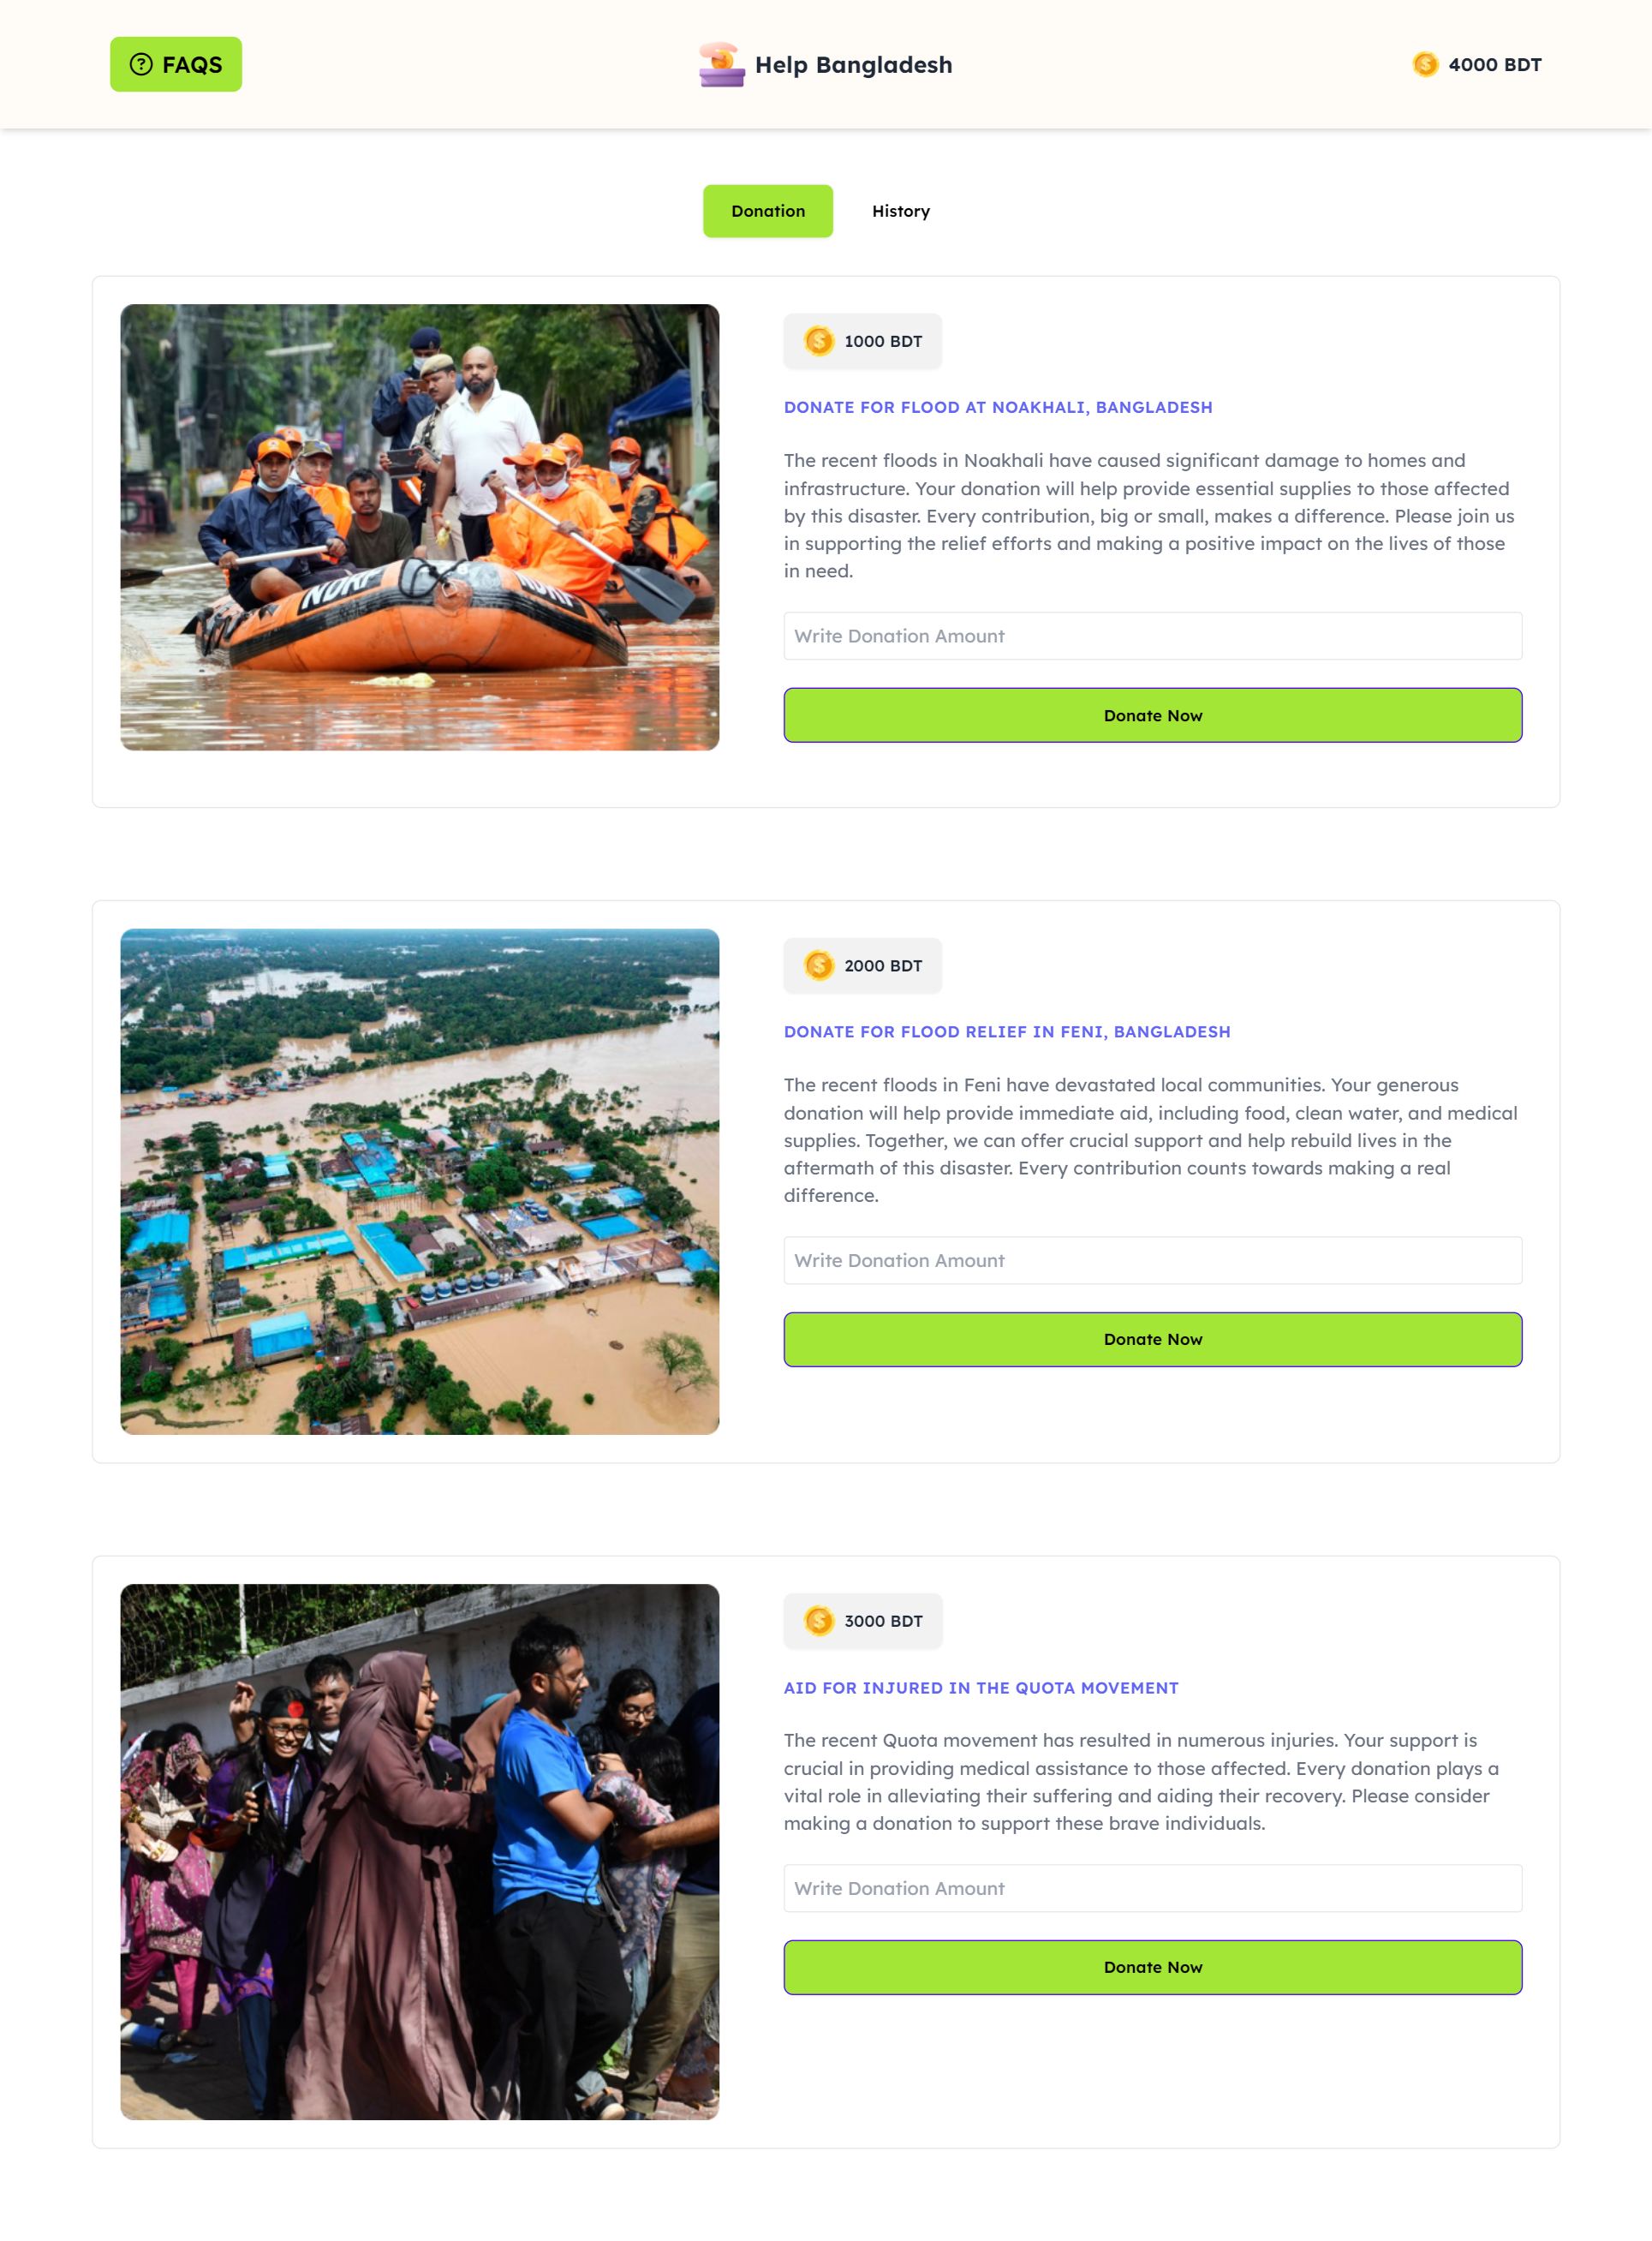 FAQS
Help Bangladesh
4000 BDT
Donation
History
1000 BDT
DONATE FOR FLOOD AT NOAKHALI, BANGLADESH
The recent floods in Noakhali have caused significant damage to homes and
infrastructure. Your donation will help provide essential supplies to those affected
by this disaster. Every contribution, big or small, makes a difference. Please join us
in supporting the relief efforts and making a positive impact on the lives of those
in need.
Write Donation Amount
Donate Now
2000 BDT
DONATE FOR FLOOD RELIEF IN FENI, BANGLADESH
The recent floods in Feni have devastated local communities. Your generous
donation will help provide immediate aid, including food, clean water, and medical
supplies. Together, we can offer crucial support and help rebuild lives in the
aftermath of this disaster. Every contribution counts towards making a real
difference.
Write Donation Amount
Donate Now
3000 BDT
AID FOR INJURED IN THE QUOTA MOVEMENT
The recent Quota movement has resulted in numerous injuries. Your support is
crucial in providing medical assistance to those affected. Every donation plays a
vital role in alleviating their suffering and aiding their recovery. Please consider
making a donation to support these brave individuals.
Write Donation Amount
Donate Now